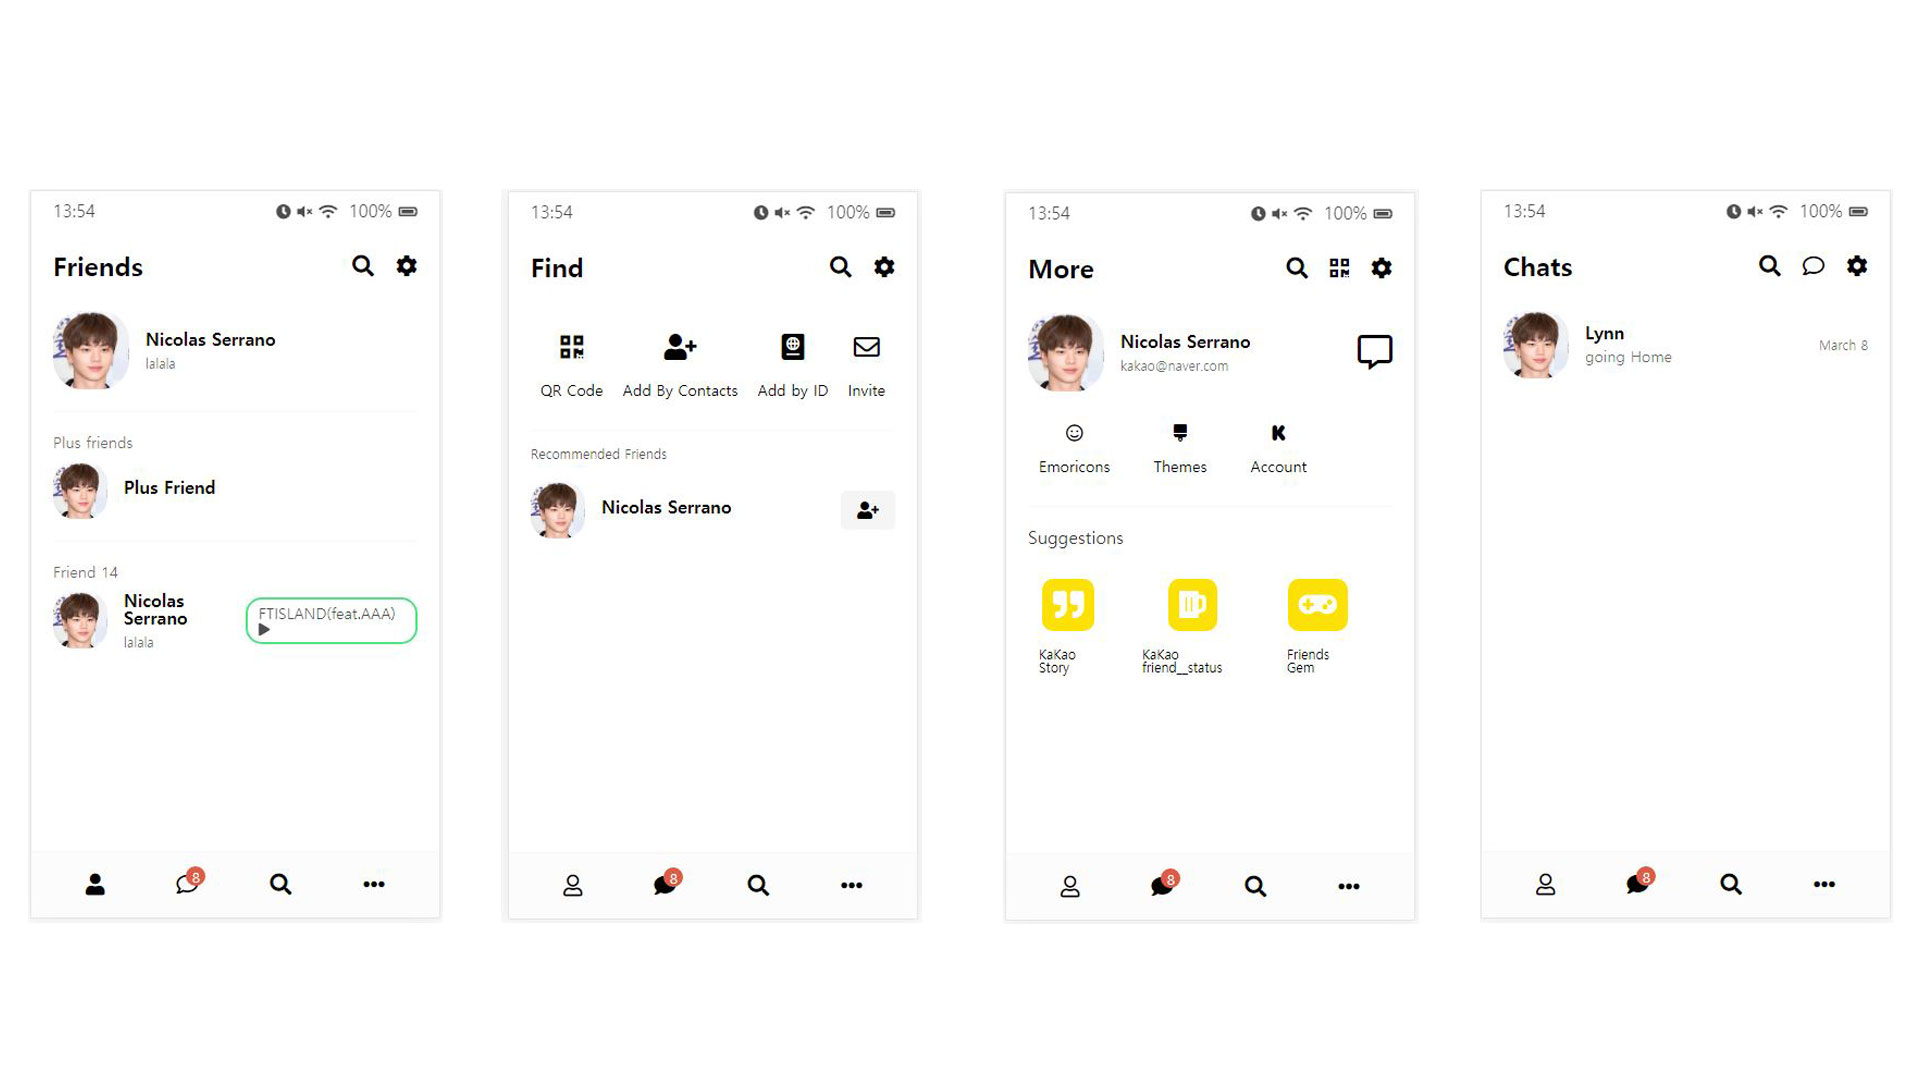 13:54
100%
Friends
Nicolas Serrano
lalala
Plus friends
Plus Friend
Friend 14
Nicolas
Serrano
lalala
FTISLAND(feat.AAA)
8
13:54
100%
Find
QR Code
Add By Contacts
Add by ID
Invite
Recommended Friends
Nicolas Serrano
8
13:54
100%
More
Nicolas Serrano
kakao@naver.com
Emoricons
Themes
Account
Suggestions
KaKao
Story
KaKao
friend__status
Friends
Gem
8
13:54
100%
Chats
Lynn
going Home
March 8
8